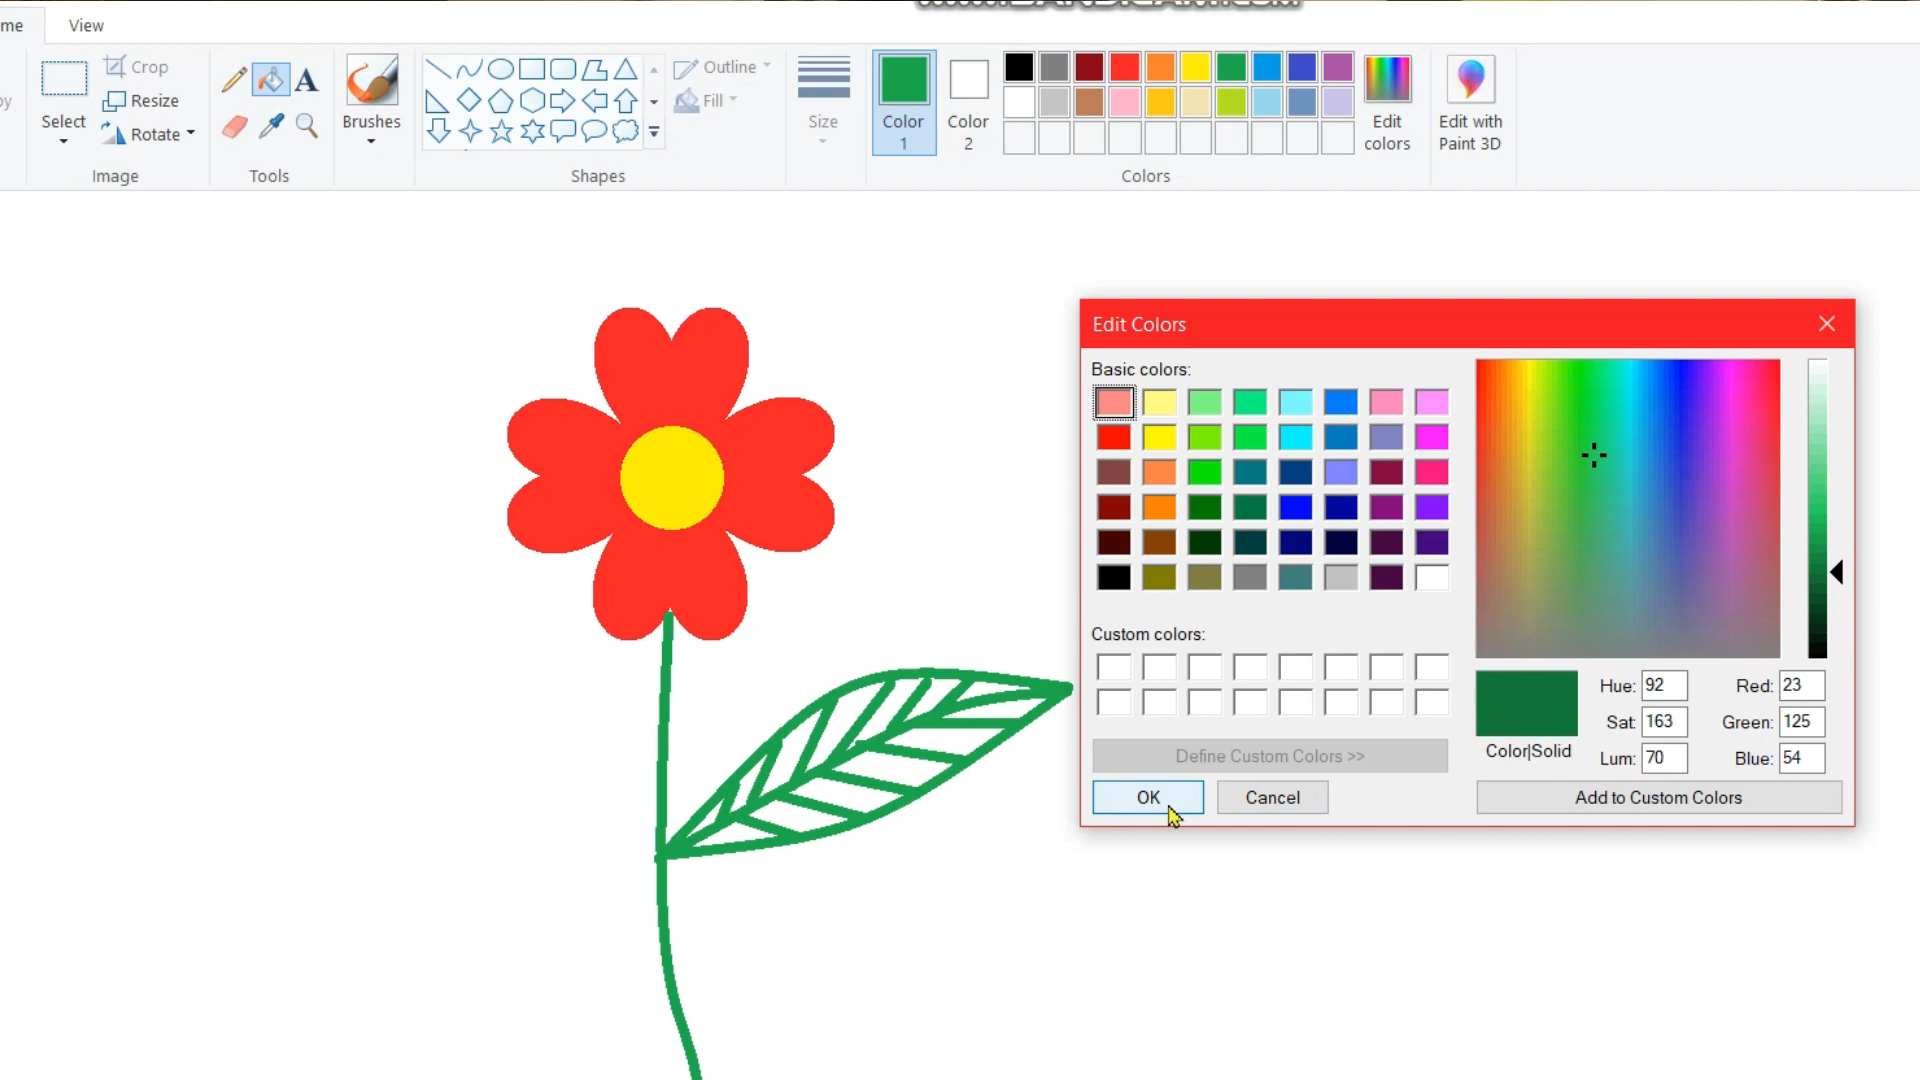 me
View
Crop
Resize
Rotate
Select
Image
A
Tools
Brushes
Shapes
Outline
Fill
Size
Color
1
Color
2
Colors
Edit
colors
Edit with
Paint 3D
Edit Colors
Basic colors:
Custom colors:
Define Custom Colors >>
OK
Cancel
Color|Solid
Hue: 92
Sat: 163
Lum: 70
Red: 23
Green: 125
Blue: 54
Add to Custom Colors